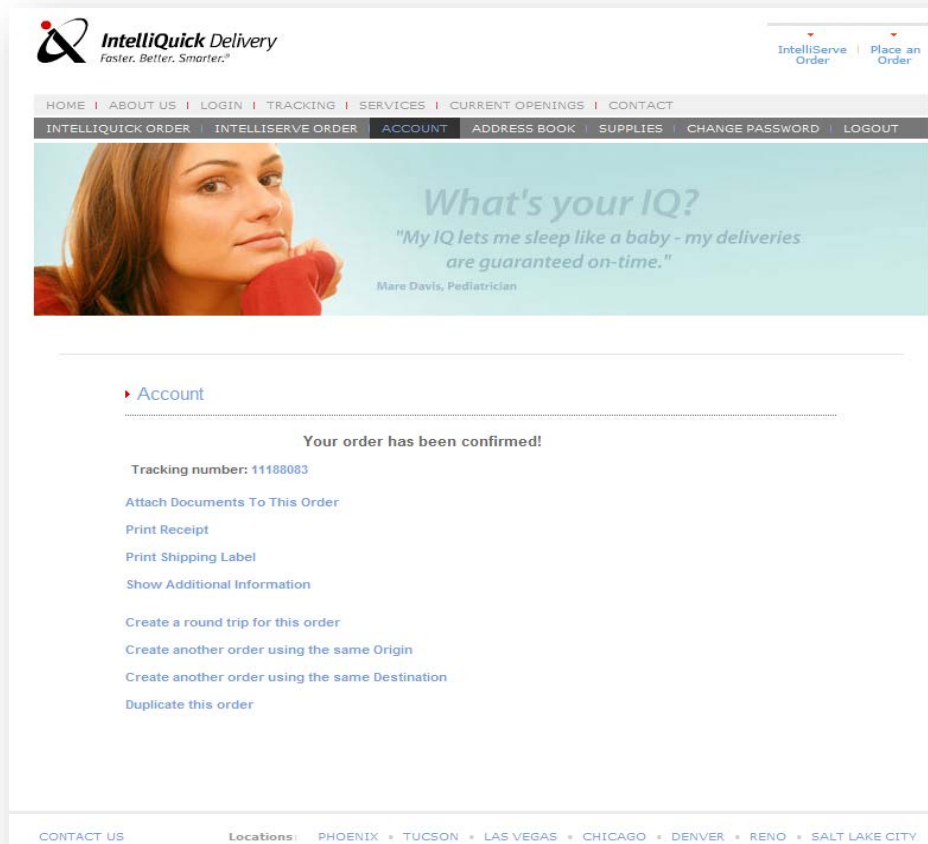 IntelliQuick Delivery
Faster. Better. Smarter.®
IntelliServe Order | Place an Order
HOME | ABOUT US | LOGIN | TRACKING | SERVICES | CURRENT OPENINGS | CONTACT
INTELLIQUICK ORDER | INTELLISERVE ORDER | ACCOUNT | ADDRESS BOOK | SUPPLIES | CHANGE PASSWORD | LOGOUT
What's your IQ?
"My IQ lets me sleep like a baby - my deliveries
are guaranteed on-time."
Mare Davis, Pediatrician
Account
Your order has been confirmed!
Tracking number: 11188083
Attach Documents To This Order
Print Receipt
Print Shipping Label
Show Additional Information
Create a round trip for this order
Create another order using the same Origin
Create another order using the same Destination
Duplicate this order
CONTACT US Locations: PHOENIX • TUCSON • LAS VEGAS • CHICAGO • DENVER • RENO • SALT LAKE CITY